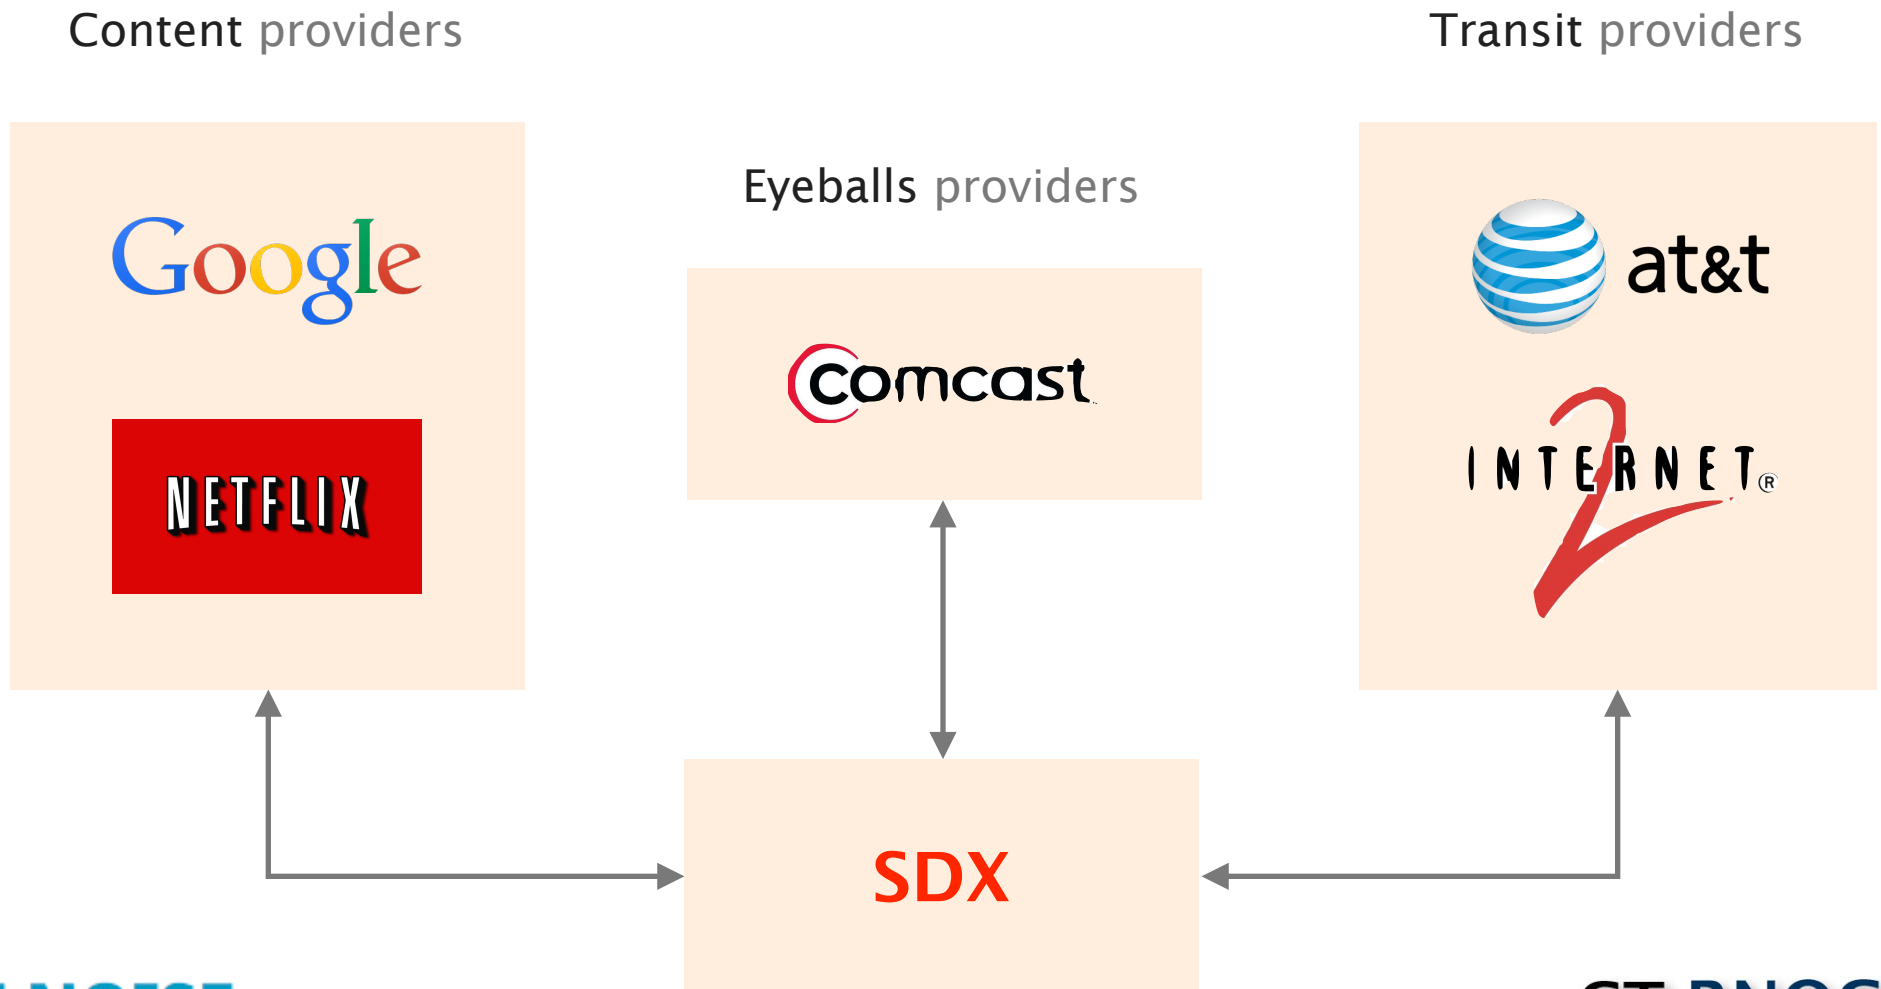 Content providers
Transit providers
Eyeballs providers
Google
NETFLIX
comcast
at&t
INTERNET®
2
SDX